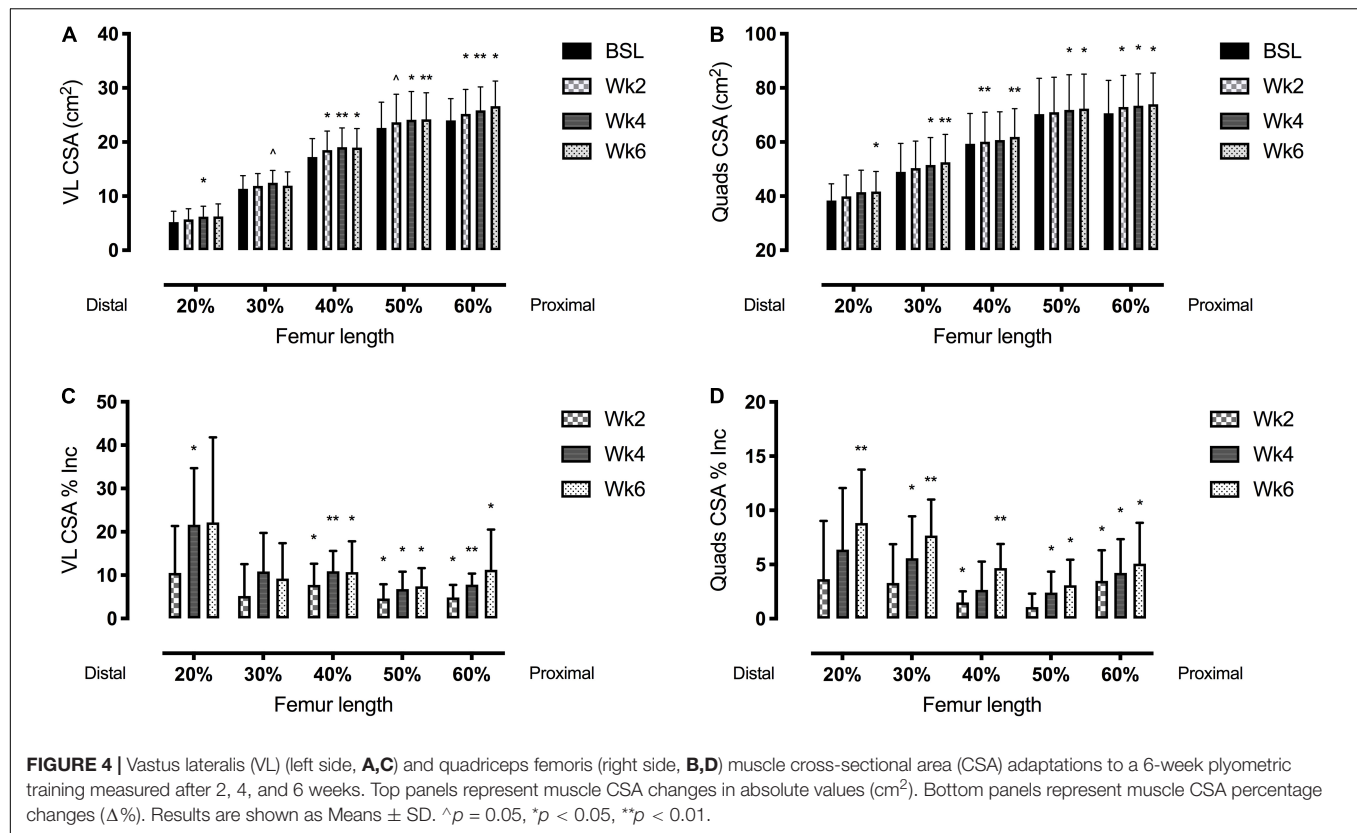 A
VL CSA (cm²)
40
30
20
10
0
^
*
^
*
**
*
^
*
**
*
**
*
BSL
Wk2
Wk4
Wk6
Distal
20%
30%
40%
50%
60%
Proximal
Femur length
B
Quads CSA (cm²)
100
80
60
40
20
*
*
**
**
**
*
*
*
*
*
BSL
Wk2
Wk4
Wk6
Distal
20%
30%
40%
50%
60%
Proximal
Femur length
C
VL CSA % Inc
50
40
30
20
10
0
*
*
**
*
*
*
*
*
**
*
Wk2
Wk4
Wk6
Distal
20%
30%
40%
50%
60%
Proximal
Femur length
D
Quads CSA % Inc
20
15
10
5
0
**
*
**
*
**
*
*
*
*
*
Wk2
Wk4
Wk6
Distal
20%
30%
40%
50%
60%
Proximal
Femur length
FIGURE 4 | Vastus lateralis (VL) (left side, A,C) and quadriceps femoris (right side, B,D) muscle cross-sectional area (CSA) adaptations to a 6-week plyometric
training measured after 2, 4, and 6 weeks. Top panels represent muscle CSA changes in absolute values (cm²). Bottom panels represent muscle CSA percentage
changes (Δ%). Results are shown as Means ± SD. ^p = 0.05, *p < 0.05, **p < 0.01.